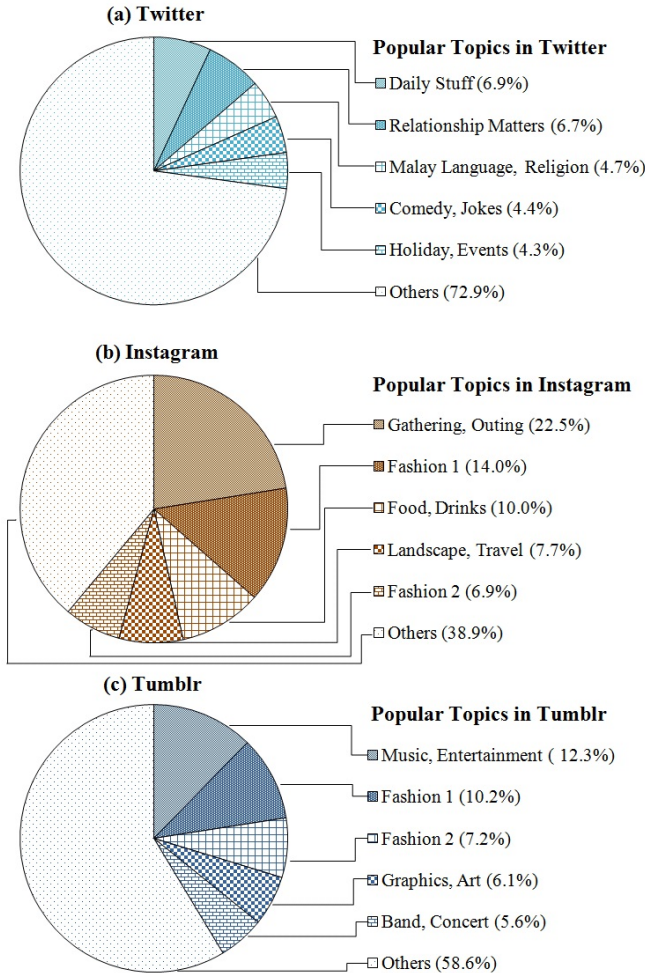 (a) Twitter
Popular Topics in Twitter
Daily Stuff (6.9%)
Relationship Matters (6.7%)
Malay Language, Religion (4.7%)
Comedy, Jokes (4.4%)
Holiday, Events (4.3%)
Others (72.9%)
(b) Instagram
Popular Topics in Instagram
Gathering, Outing (22.5%)
Fashion 1 (14.0%)
Food, Drinks (10.0%)
Landscape, Travel (7.7%)
Fashion 2 (6.9%)
Others (38.9%)
(c) Tumblr
Popular Topics in Tumblr
Music, Entertainment ( 12.3%)
Fashion 1 (10.2%)
Fashion 2 (7.2%)
Graphics, Art (6.1%)
Band, Concert (5.6%)
Others (58.6%)